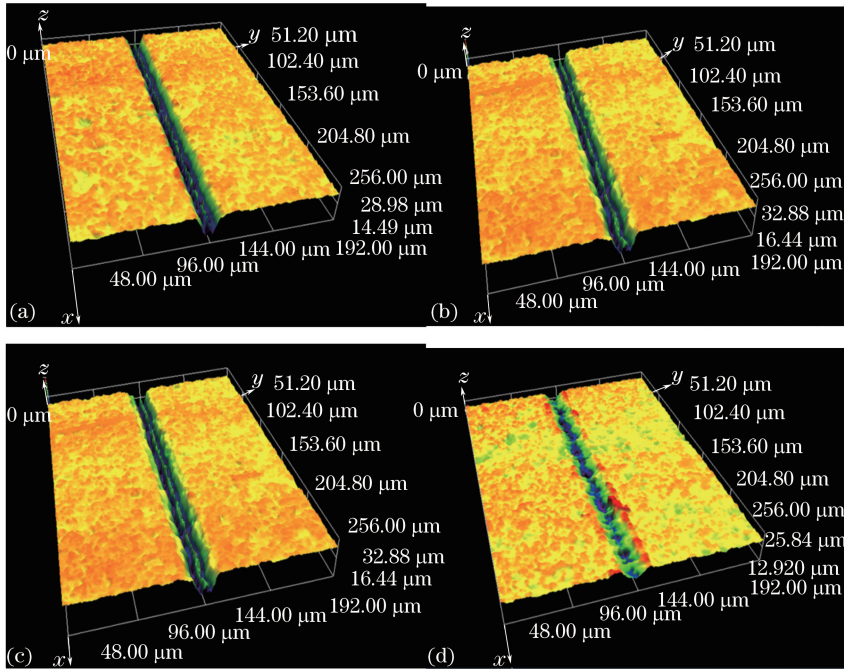 z
0 µm
y 51.20 µm
102.40 µm
153.60 µm
204.80 µm
256.00 µm
28.98 µm
14.49 µm
192.00 µm
144.00 µm
96.00 µm
48.00 µm
x
(a)
z
0 µm
y 51.20 µm
102.40 µm
153.60 µm
204.80 µm
256.00 µm
32.88 µm
16.44 µm
192.00 µm
144.00 µm
96.00 µm
48.00 µm
x
(b)
z
0 µm
y 51.20 µm
102.40 µm
153.60 µm
204.80 µm
256.00 µm
32.88 µm
16.44 µm
192.00 µm
144.00 µm
96.00 µm
48.00 µm
x
(c)
z
0 µm
y 51.20 µm
102.40 µm
153.60 µm
204.80 µm
256.00 µm
25.84 µm
12.920 µm
192.00 µm
144.00 µm
96.00 µm
48.00 µm
x
(d)